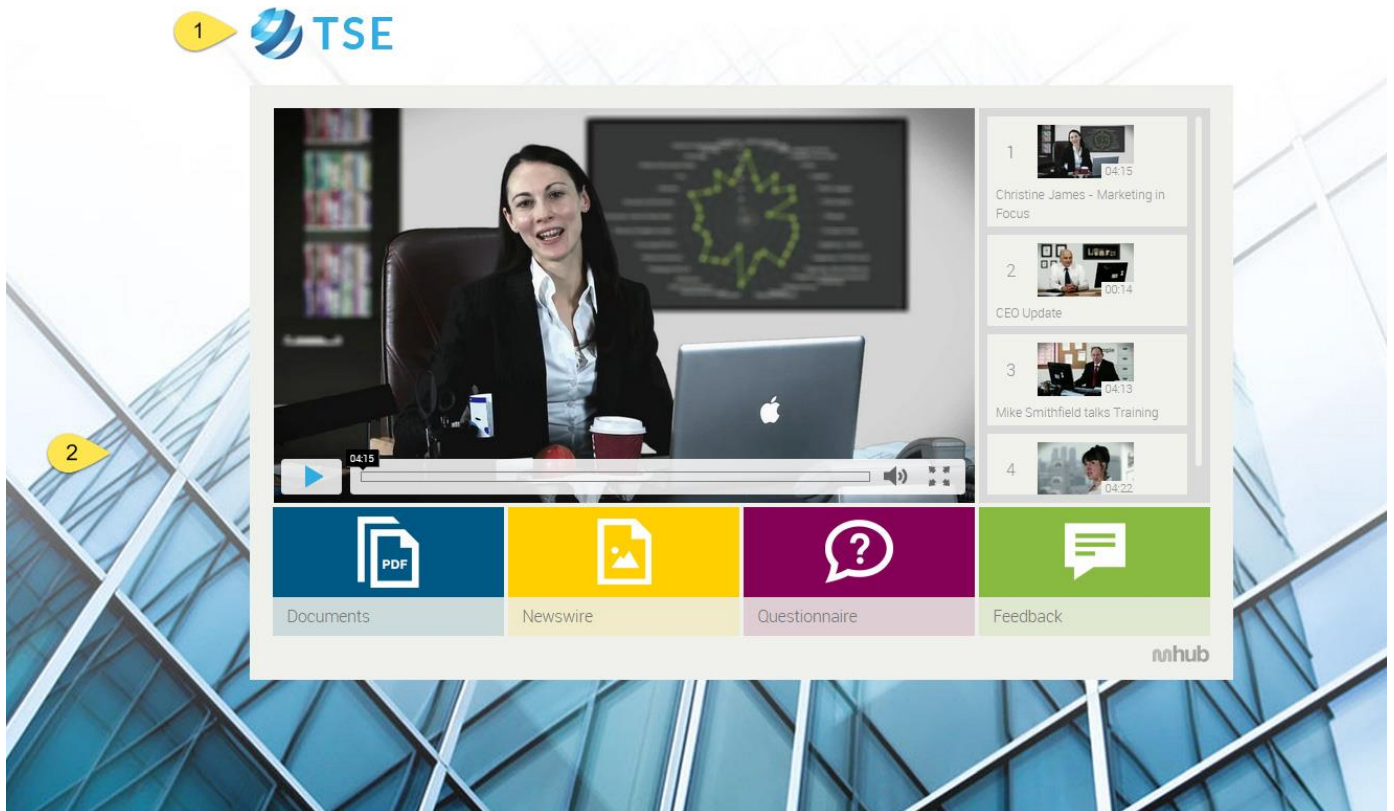 1
TSE
1
04:15
Christine James - Marketing in
Focus
2
00:14
CEO Update
3
04:13
Mike Smithfield talks Training
4
04:22
2
04:15
PDF
Documents
Newswire
Questionnaire
Feedback
mhub